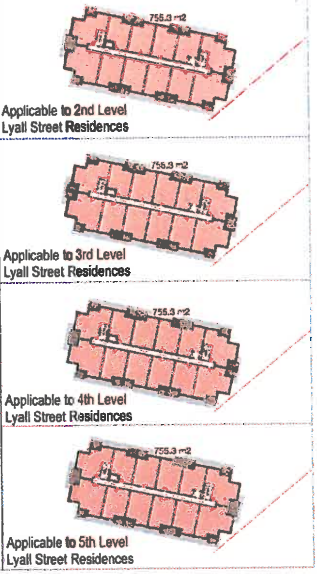 755.3 m2
Applicable to 2nd Level
Lyall Street Residences
755.3 m2
Applicable to 3rd Level
Lyall Street Residences
755.3 m2
Applicable to 4th Level
Lyall Street Residences
755.3 m2
Applicable to 5th Level
Lyall Street Residences